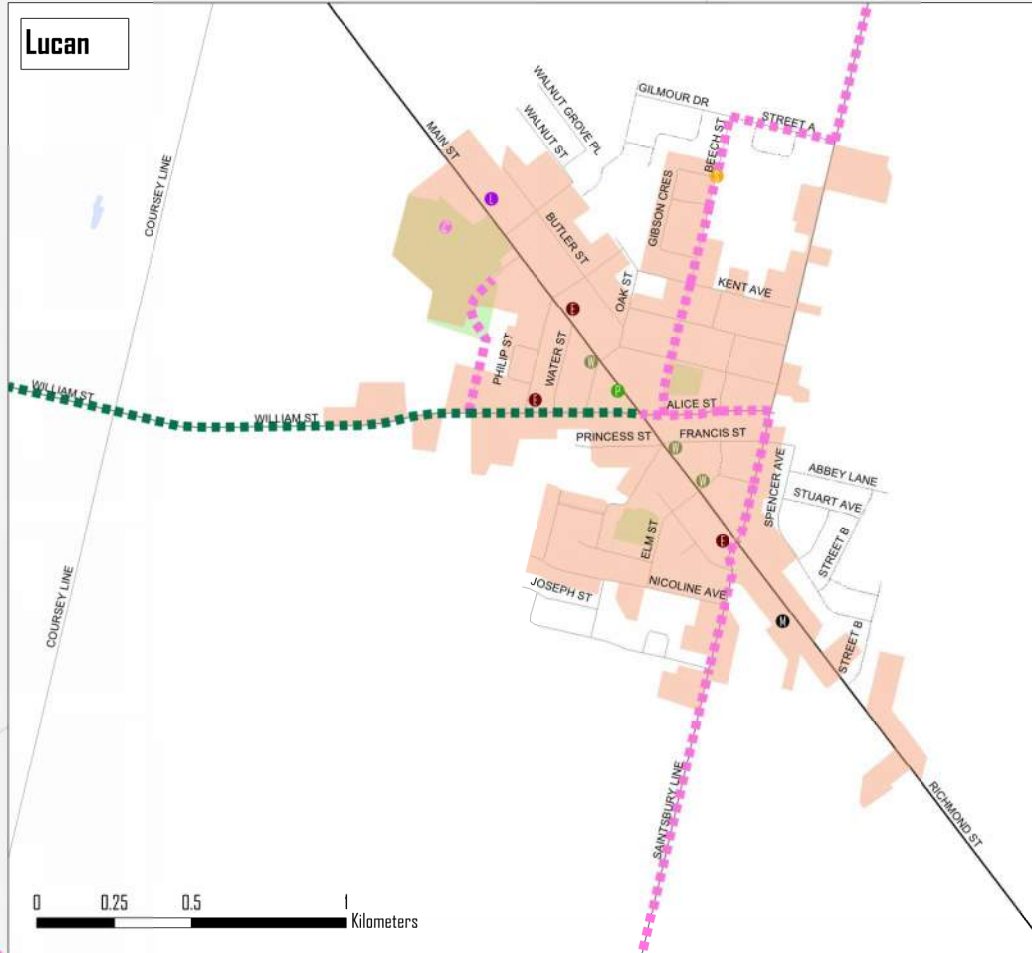 Lucan
WALNUT GROVE PL
WALNUT ST
GILMOUR DR
STREET A
BEECH ST
MAIN ST
COURSEY LINE
GIBSON CRES
L
S
C
BUTLER ST
OAK ST
KENT AVE
E
W
PHILIP ST
WATER ST
P
E
WILLIAM ST
WILLIAM ST
ALICE ST
PRINCESS ST
FRANCIS ST
W
W
SPENCER AVE
ABBEY LANE
STUART AVE
STREET B
ELM ST
E
COURSEY LINE
JOSEPH ST
NICOLINE AVE
M
STREET B
SAINTSBURY LINE
RICHMOND ST
0 0.25 0.5 1
Kilometers